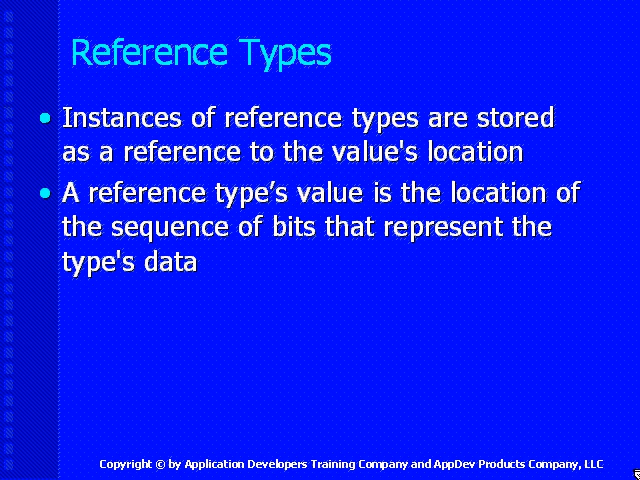 Reference Types
• Instances of reference types are stored
as a reference to the value's location
• A reference type’s value is the location of
the sequence of bits that represent the
type's data
Copyright © by Application Developers Training Company and AppDev Products Company, LLC